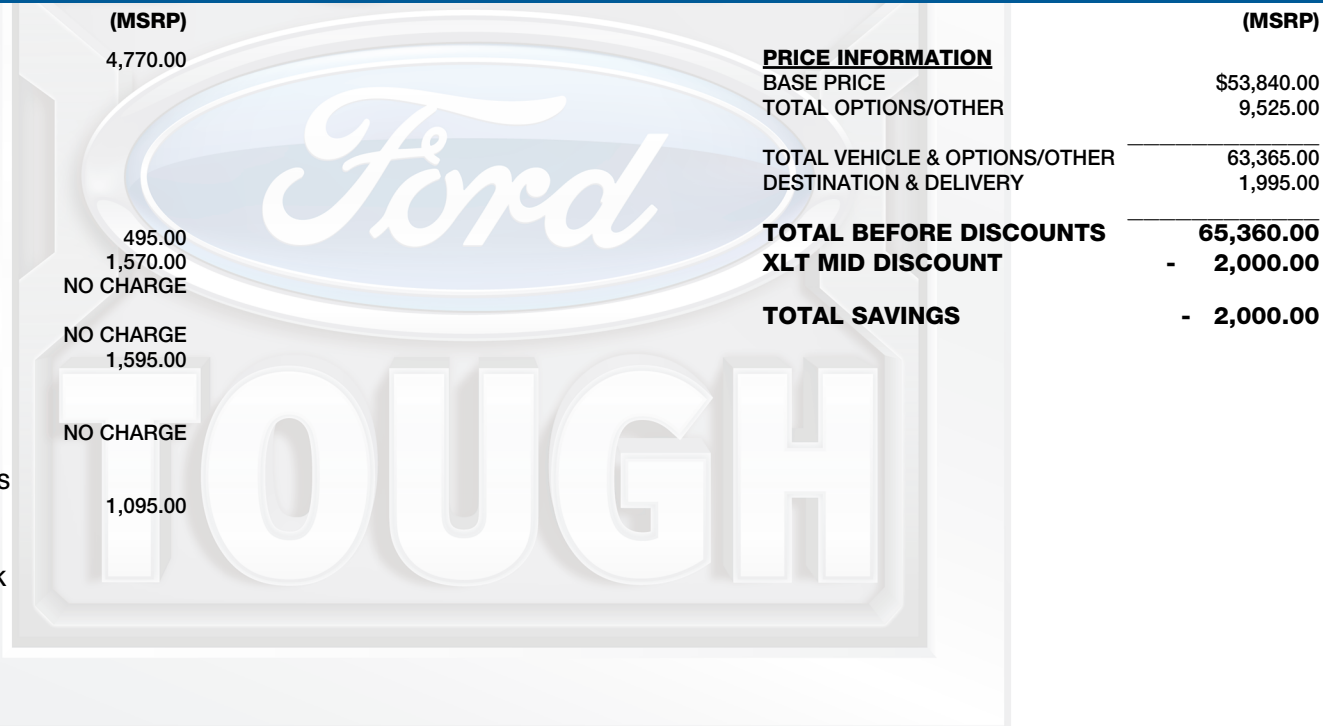 (MSRP)
4,770.00
495.00
1,570.00
NO CHARGE
NO CHARGE
1,595.00
NO CHARGE
S
1,095.00
K
(MSRP)
PRICE INFORMATION
BASE PRICE $53,840.00
TOTAL OPTIONS/OTHER 9,525.00
TOTAL VEHICLE & OPTIONS/OTHER 63,365.00
DESTINATION & DELIVERY 1,995.00
TOTAL BEFORE DISCOUNTS 65,360.00
XLT MID DISCOUNT - 2,000.00
TOTAL SAVINGS - 2,000.00
Ford
TOUGH